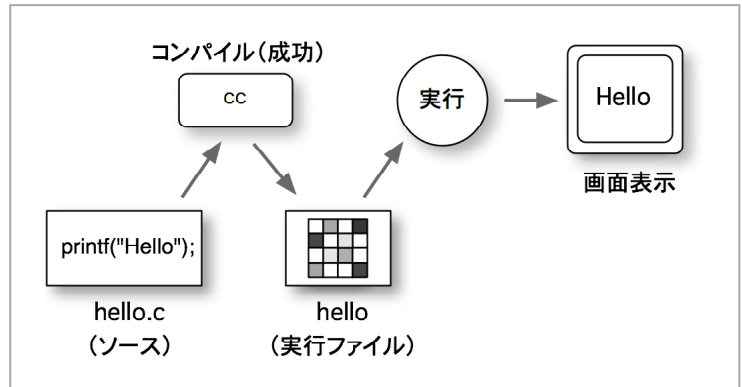 コンパイル(成功)
cc
実行
Hello
画面表示
printf("Hello");
hello.c
(ソース)
hello
(実行ファイル)